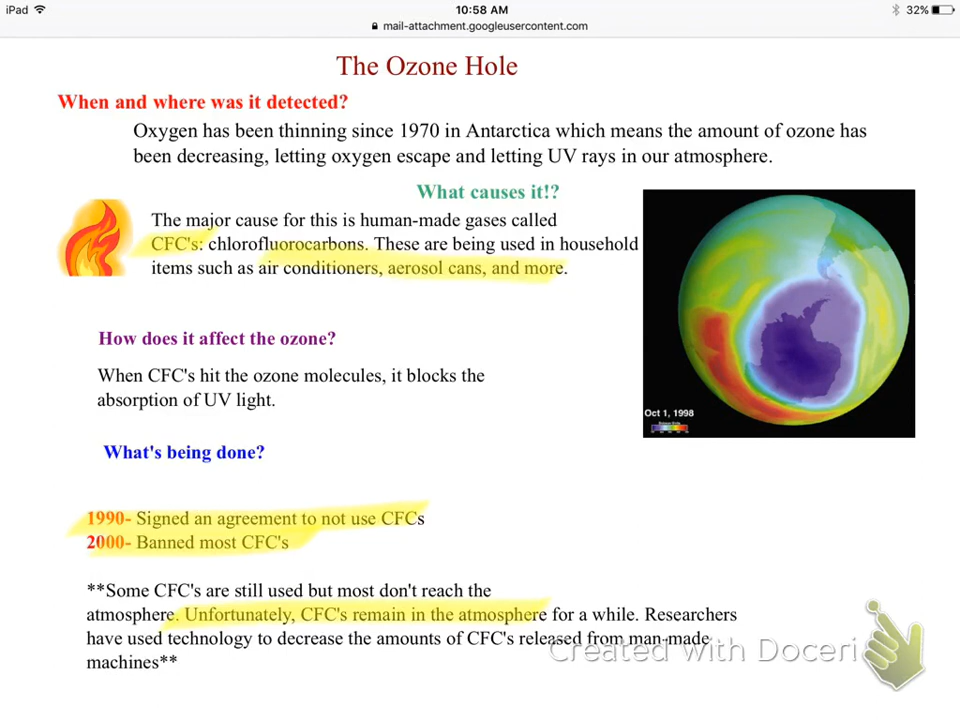 iPad 10:58 AM 32%
mail-attachment.googleusercontent.com
The Ozone Hole
When and where was it detected?
Oxygen has been thinning since 1970 in Antarctica which means the amount of ozone has
been decreasing, letting oxygen escape and letting UV rays in our atmosphere.
What causes it!?
The major cause for this is human-made gases called
CFC's: chlorofluorocarbons. These are being used in household
items such as air conditioners, aerosol cans, and more.
Oct 1, 1998
How does it affect the ozone?
When CFC's hit the ozone molecules, it blocks the
absorption of UV light.
What's being done?
1990- Signed an agreement to not use CFCs
2000- Banned most CFC's
**Some CFC's are still used but most don't reach the
atmosphere. Unfortunately, CFC's remain in the atmosphere for a while. Researchers
have used technology to decrease the amounts of CFC's released from man-made
machines**
Created with Doceri